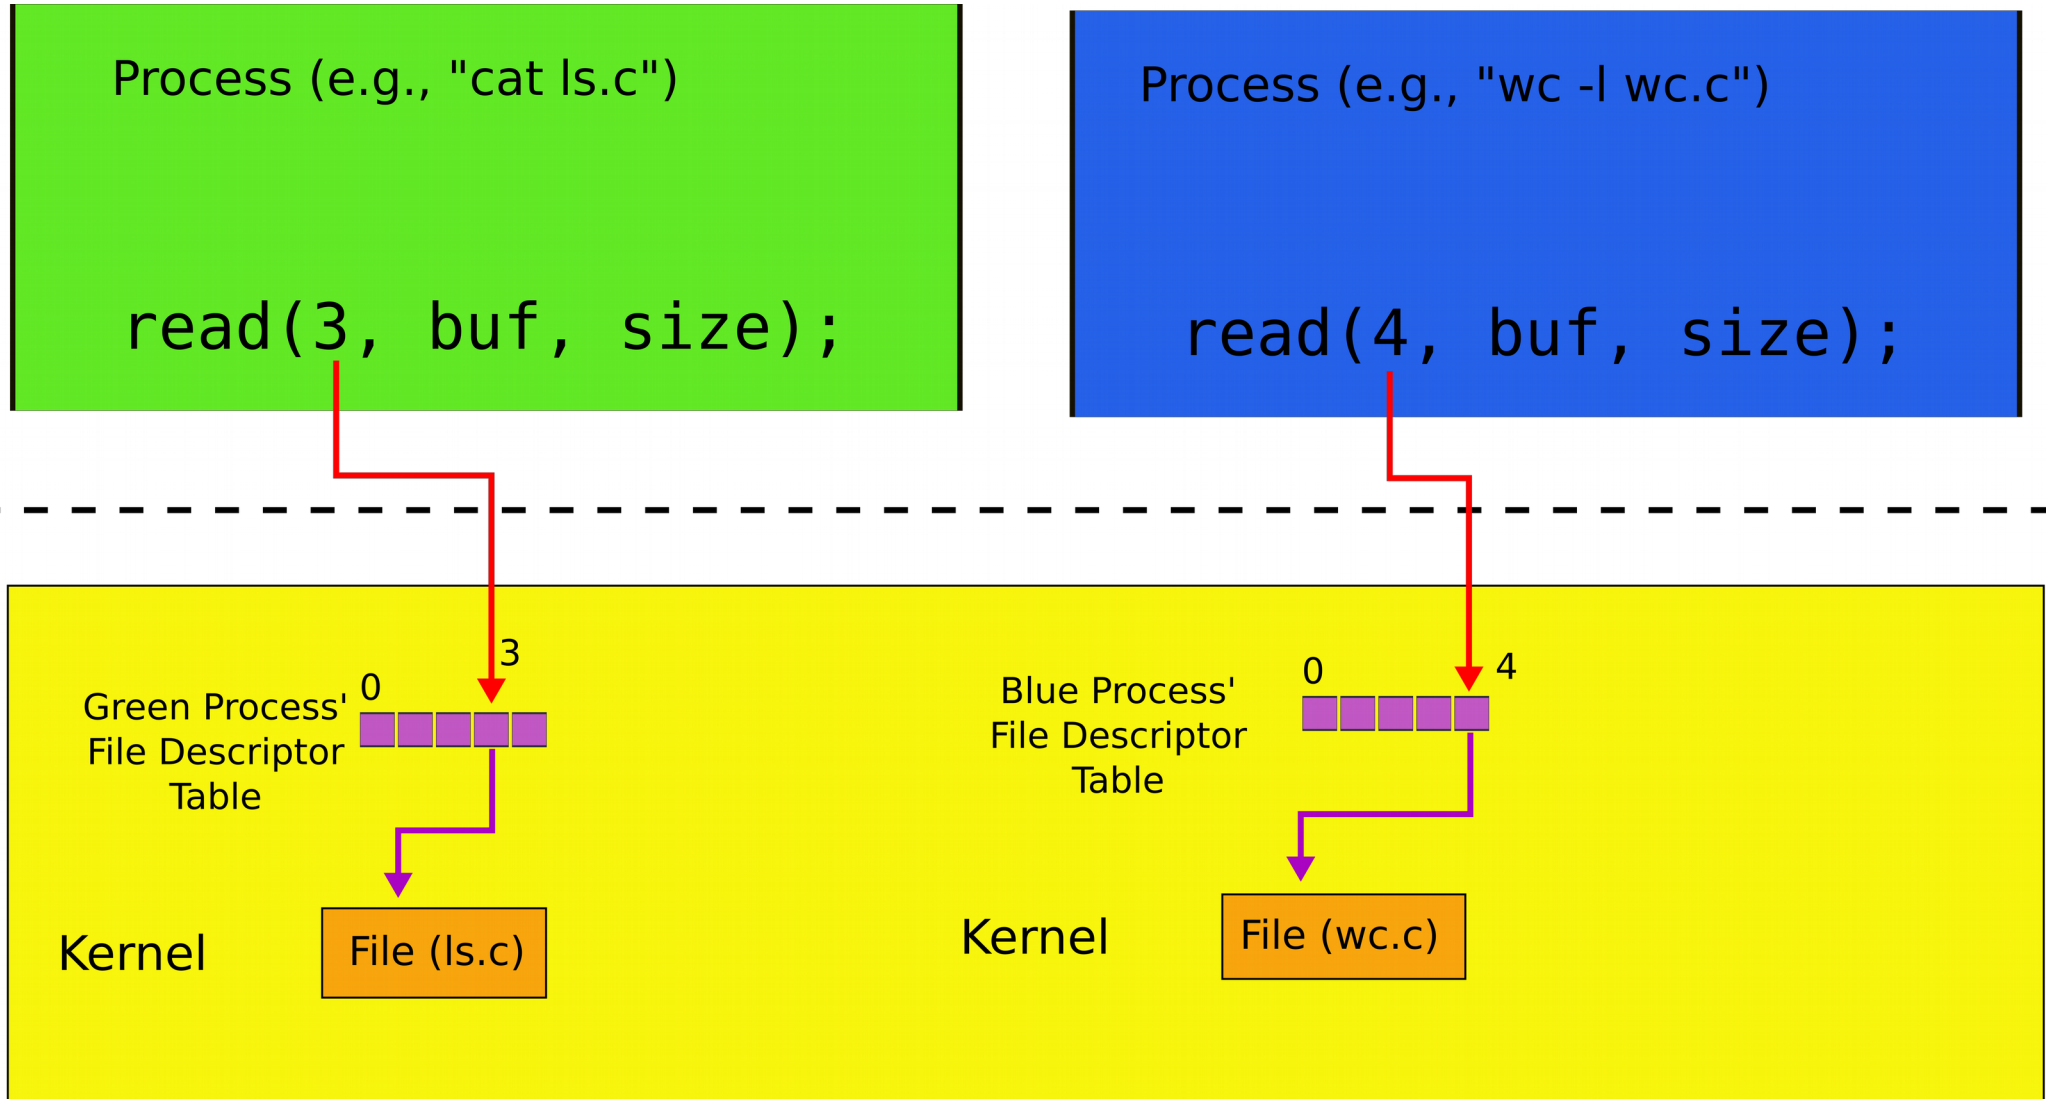 Process (e.g., "cat ls.c")
read(3, buf, size);
Process (e.g., "wc -l wc.c")
read(4, buf, size);
0
3
Green Process'
File Descriptor
Table
Kernel
File (ls.c)
0
4
Blue Process'
File Descriptor
Table
Kernel
File (wc.c)